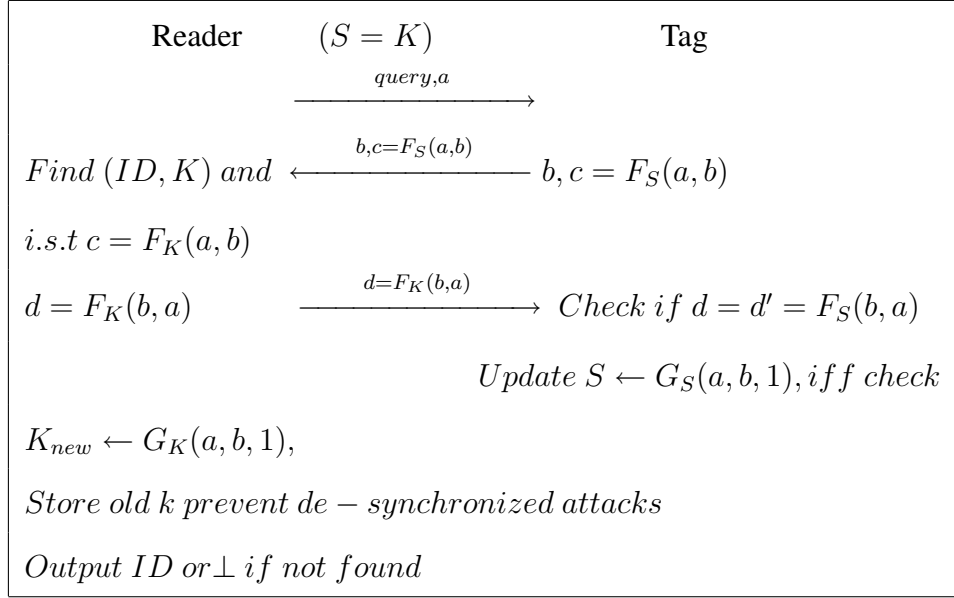 Reader (S = K) Tag
query,a
b,c=F_S(a,b)
Find (ID, K) and b, c = F_S(a, b)
i.s.t c = F_K(a, b)
d=F_K(b,a)
d = F_K(b, a) Check if d = d′ = F_S(b, a)
Update S ← G_S(a, b, 1), iff check
K_new ← G_K(a, b, 1),
Store old k prevent de − synchronized attacks
Output ID or⊥ if not found